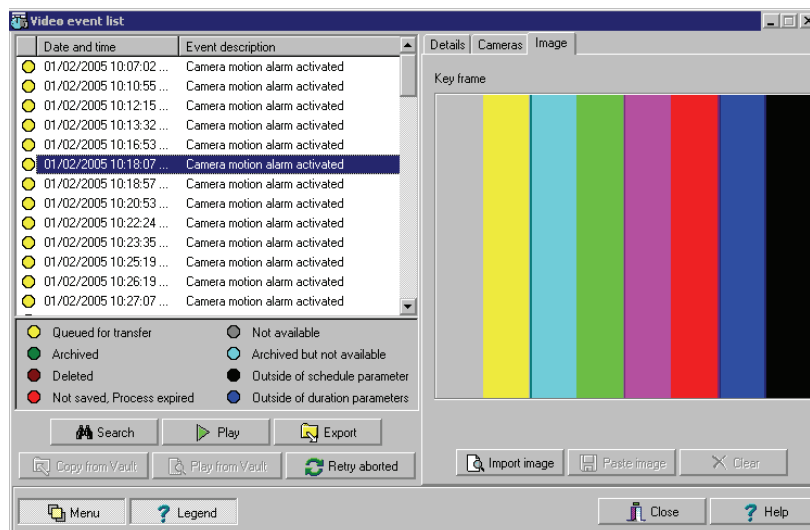 Video event list
Date and time Event description
01/02/2005 10:07:02 ... Camera motion alarm activated
01/02/2005 10:10:55 ... Camera motion alarm activated
01/02/2005 10:12:15 ... Camera motion alarm activated
01/02/2005 10:13:32 ... Camera motion alarm activated
01/02/2005 10:16:53 ... Camera motion alarm activated
01/02/2005 10:18:07 ... Camera motion alarm activated
01/02/2005 10:18:57 ... Camera motion alarm activated
01/02/2005 10:20:53 ... Camera motion alarm activated
01/02/2005 10:22:24 ... Camera motion alarm activated
01/02/2005 10:23:35 ... Camera motion alarm activated
01/02/2005 10:25:19 ... Camera motion alarm activated
01/02/2005 10:26:19 ... Camera motion alarm activated
01/02/2005 10:27:07 ... Camera motion alarm activated
Queued for transfer Not available
Archived Archived but not available
Deleted Outside of schedule parameter
Not saved, Process expired Outside of duration parameters
Search Play Export
Copy from Vault Play from Vault Retry aborted
Details Cameras Image
Key frame
Import image Paste image Clear
Menu Legend Close Help